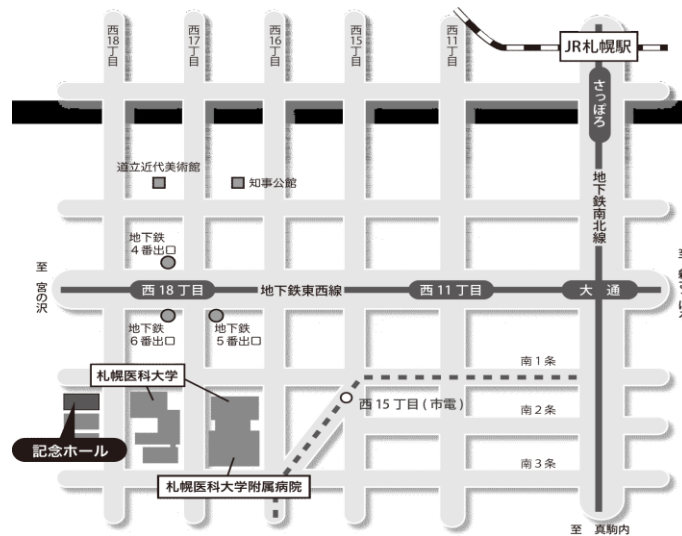 西18丁目
西17丁目
西16丁目
西15丁目
西11丁目
JR札幌駅
さっぽろ
道立近代美術館
知事公館
地下鉄南北線
地下鉄
4番出口
至 宮の沢
西18丁目
地下鉄東西線
西11丁目
大通
至
地下鉄
6番出口
地下鉄
5番出口
南1条
札幌医科大学
西15丁目(市電)
南2条
記念ホール
南3条
札幌医科大学附属病院
至 真駒内